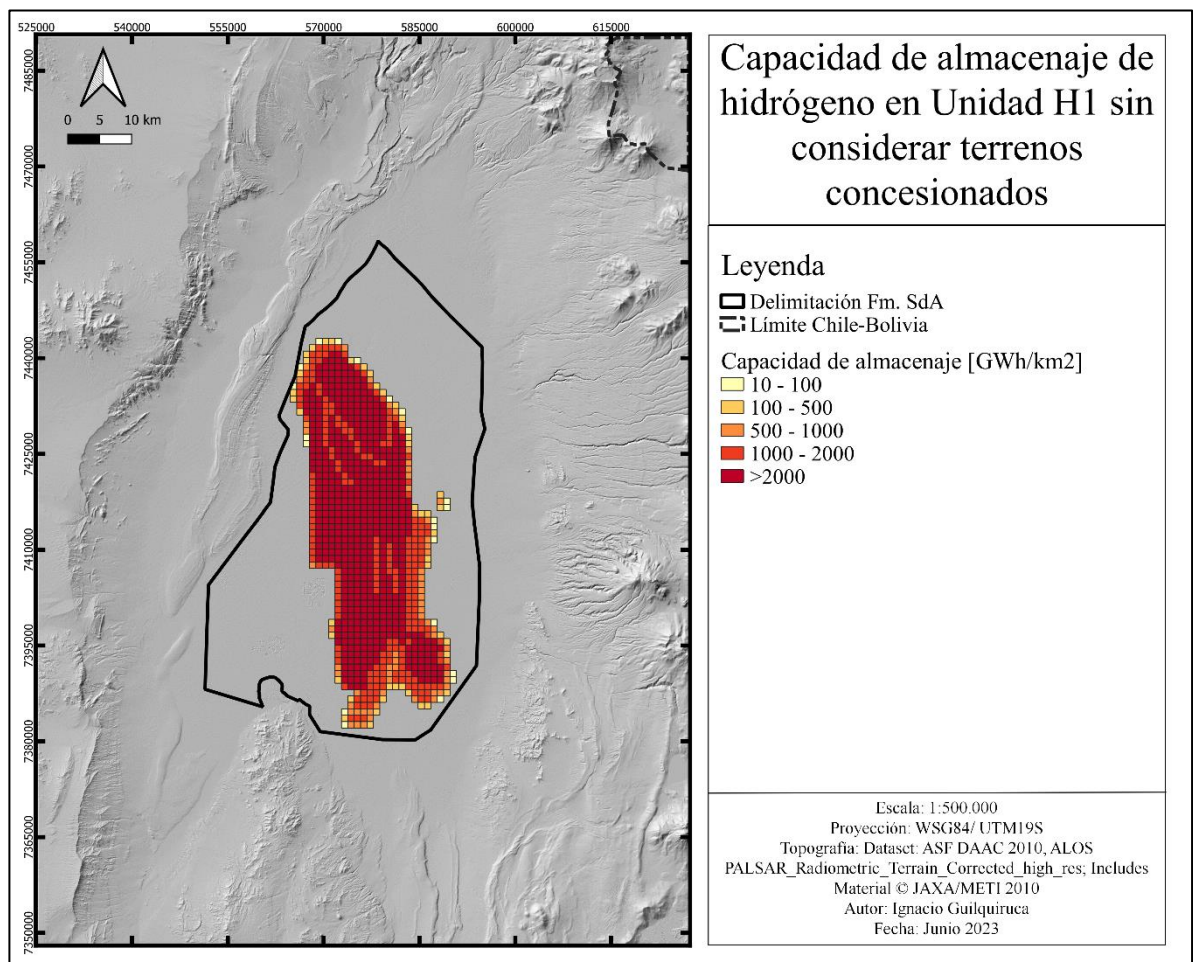 525000 540000 555000 570000 585000 600000 615000
7485000
7470000
7455000
7440000
7425000
7410000
7395000
7380000
7365000
7350000
0 5 10 km
Capacidad de almacenaje de
hidrógeno en Unidad H1 sin
considerar terrenos
concesionados
Leyenda
Delimitación Fm. SdA
Límite Chile-Bolivia
Capacidad de almacenaje [GWh/km2]
10 - 100
100 - 500
500 - 1000
1000 - 2000
>2000
Escala: 1:500.000
Proyección: WSG84/ UTM19S
Topografía: Dataset: ASF DAAC 2010, ALOS
PALSAR_Radiometric_Terrain_Corrected_high_res; Includes
Material © JAXA/METI 2010
Autor: Ignacio Guilquiruca
Fecha: Junio 2023